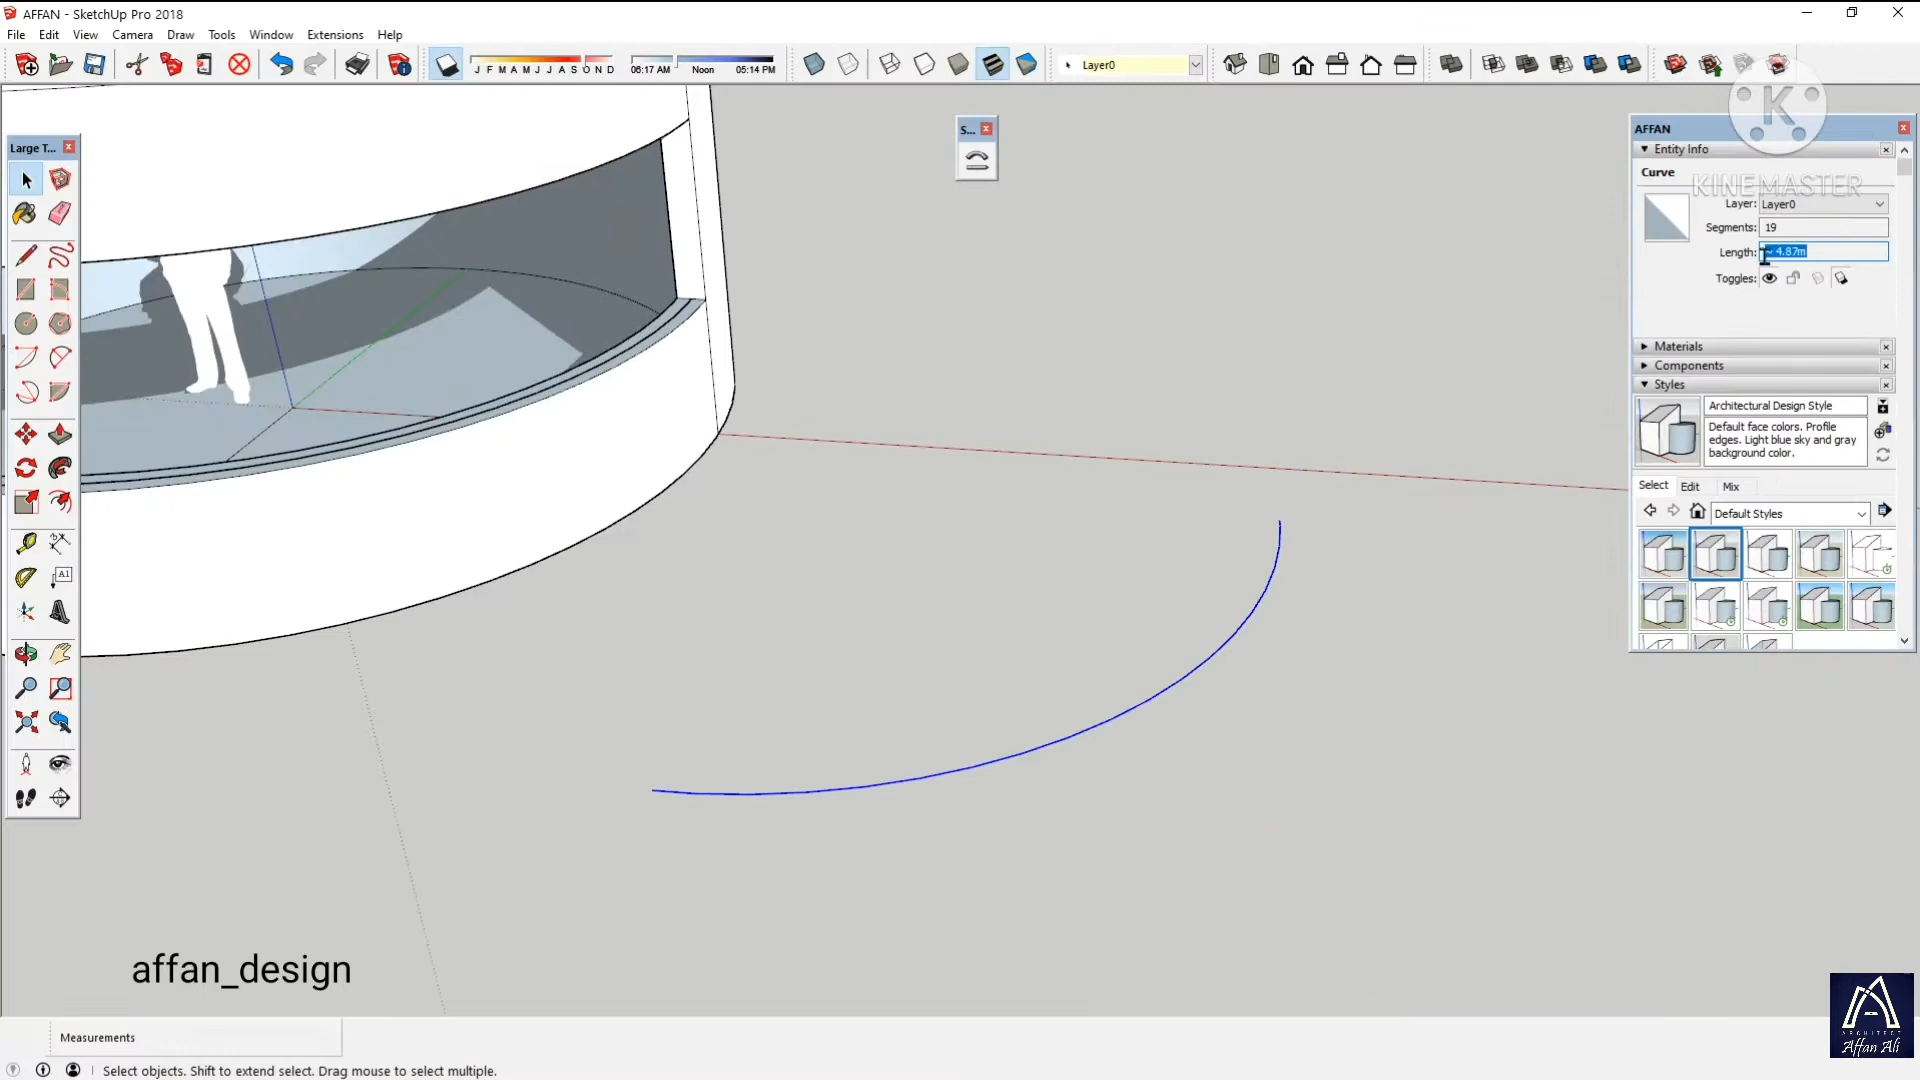 AFFAN - SketchUp Pro 2018
File Edit View Camera Draw Tools Window Extensions Help
J F M A M J J A S O N D
06:17 AM Noon 05:14 PM
Layer0
Large T...
S...
AFFAN
Entity Info
Curve
KINEMASTER
K
Layer: Layer0
Segments: 19
Length: ~ 4.87m
Toggles:
Materials
Components
Styles
Architectural Design Style
Default face colors. Profile
edges. Light blue sky and gray
background color.
Select Edit Mix
Default Styles
A1
affan_design
ARCHITECT
Affan Ali
Measurements
Select objects. Shift to extend select. Drag mouse to select multiple.